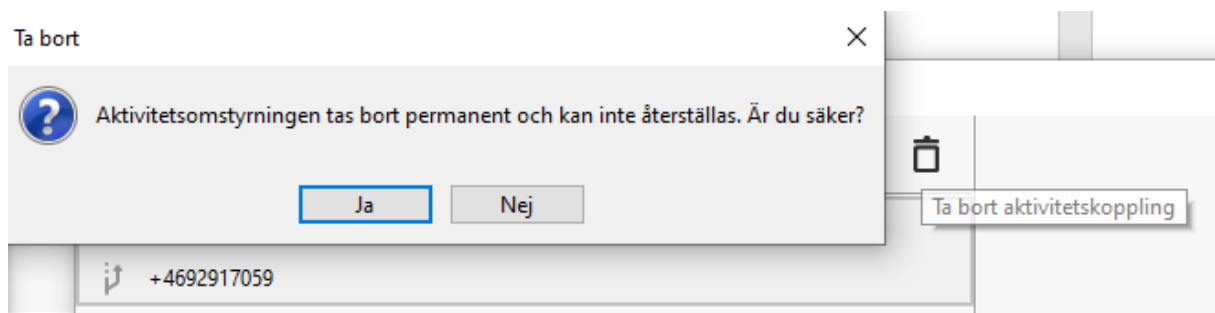 Ta bort
Aktivitetsomstyrningen tas bort permanent och kan inte återställas. Är du säker?
Ja
Nej
Ta bort aktivitetskoppling
+4692917059